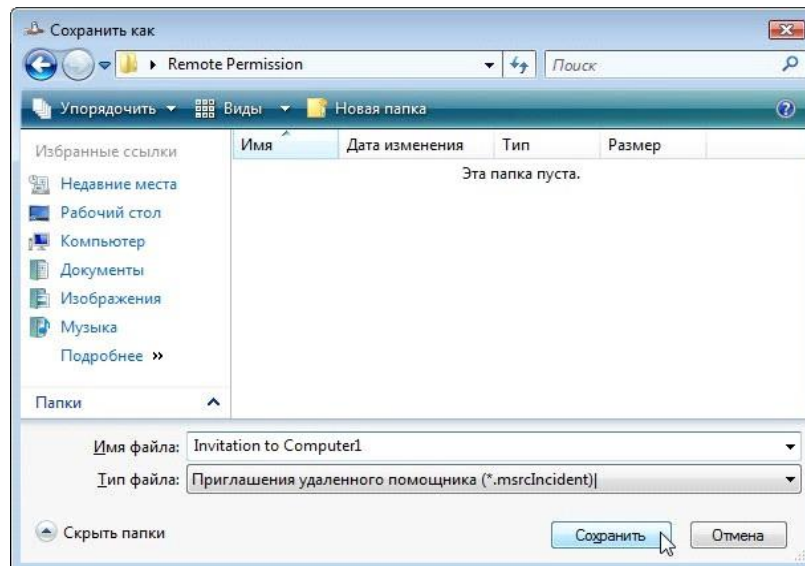 Сохранить как
Remote Permission
Поиск
Упорядочить Виды Новая папка
Избранные ссылки
Недавние места
Рабочий стол
Компьютер
Документы
Изображения
Музыка
Подробнее »
Папки
Имя Дата изменения Тип Размер
Эта папка пуста.
Имя файла: Invitation to Computer1
Тип файла: Приглашения удаленного помощника (*.msrcIncident)
Скрыть папки
Сохранить Отмена